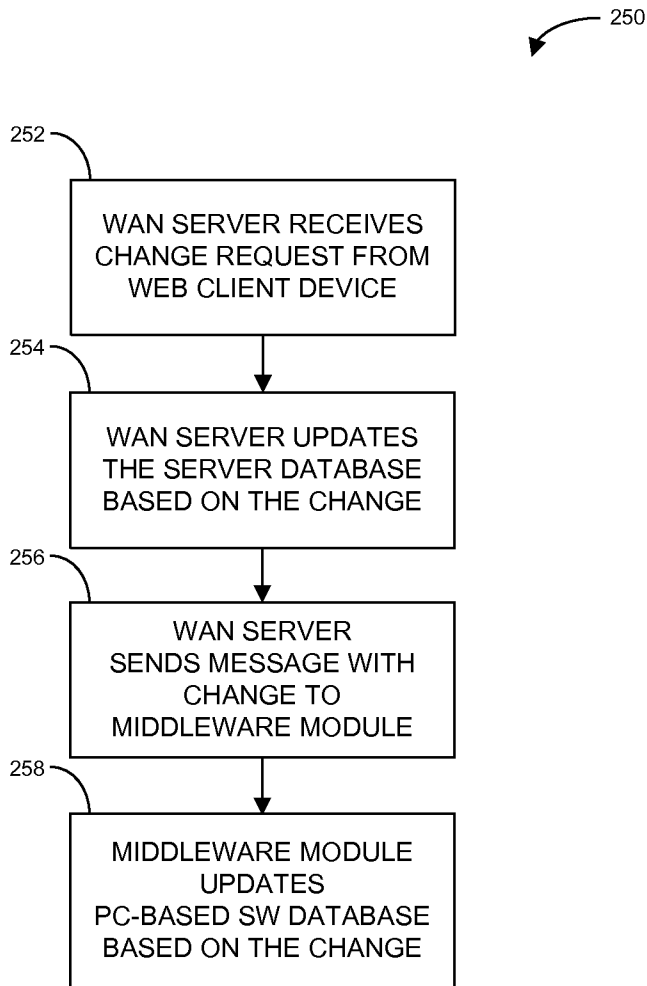 250
252
WAN SERVER RECEIVES
CHANGE REQUEST FROM
WEB CLIENT DEVICE
254
WAN SERVER UPDATES
THE SERVER DATABASE
BASED ON THE CHANGE
256
WAN SERVER
SENDS MESSAGE WITH
CHANGE TO
MIDDLEWARE MODULE
258
MIDDLEWARE MODULE
UPDATES
PC-BASED SW DATABASE
BASED ON THE CHANGE